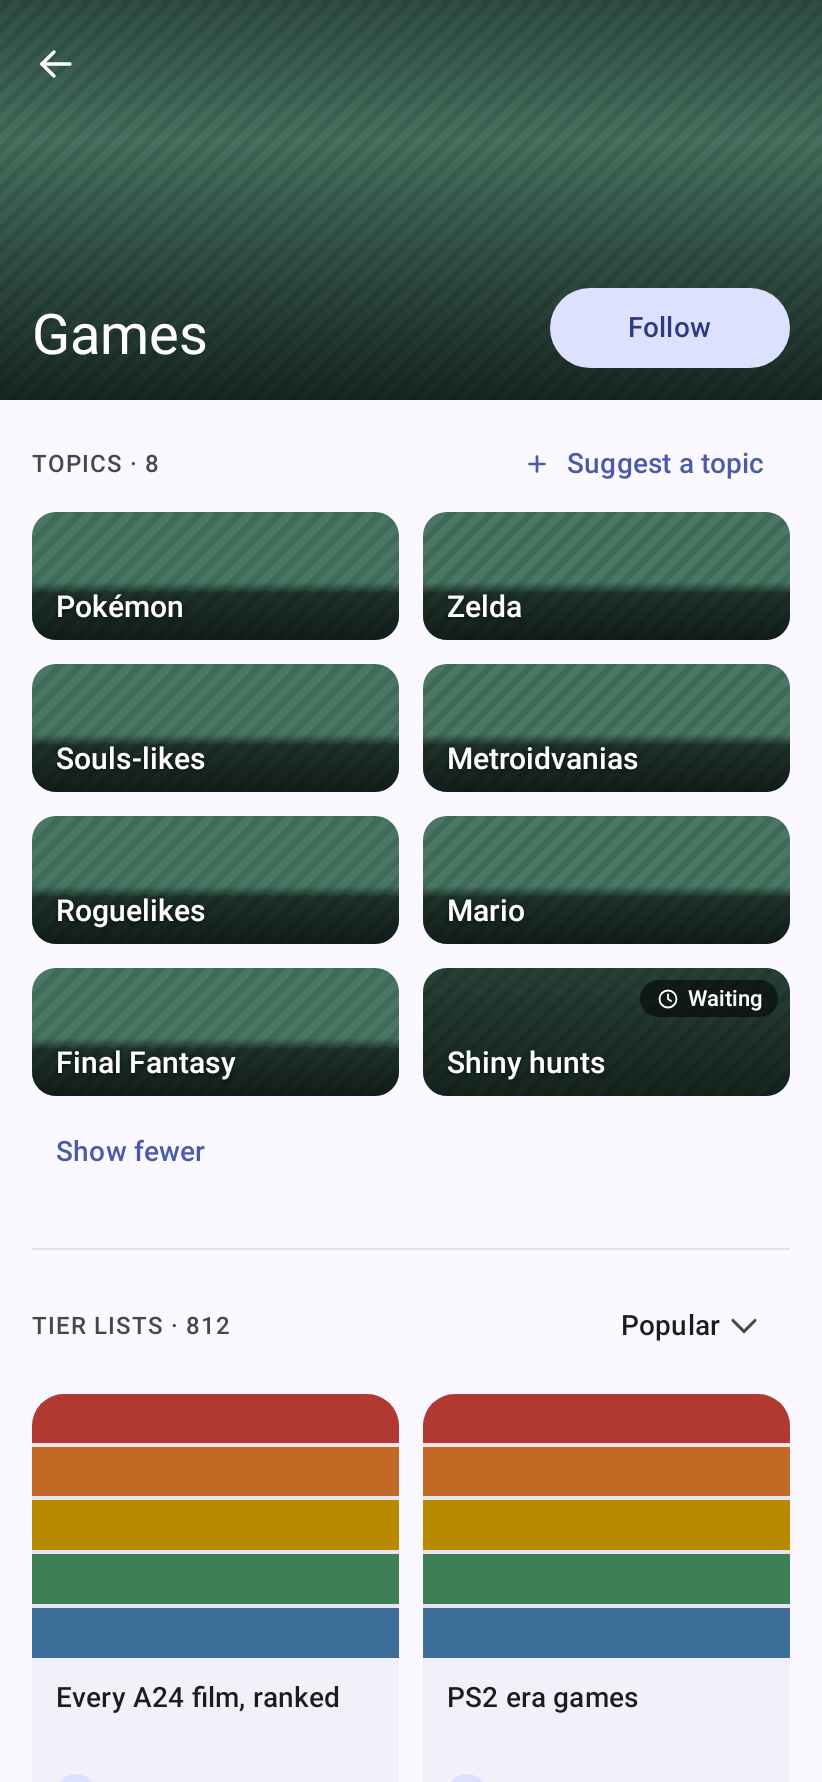 Games
Follow
TOPICS · 8
+ Suggest a topic
Pokémon
Zelda
Souls-likes
Metroidvanias
Roguelikes
Mario
Final Fantasy
Waiting
Shiny hunts
Show fewer
TIER LISTS · 812
Popular
Every A24 film, ranked
PS2 era games